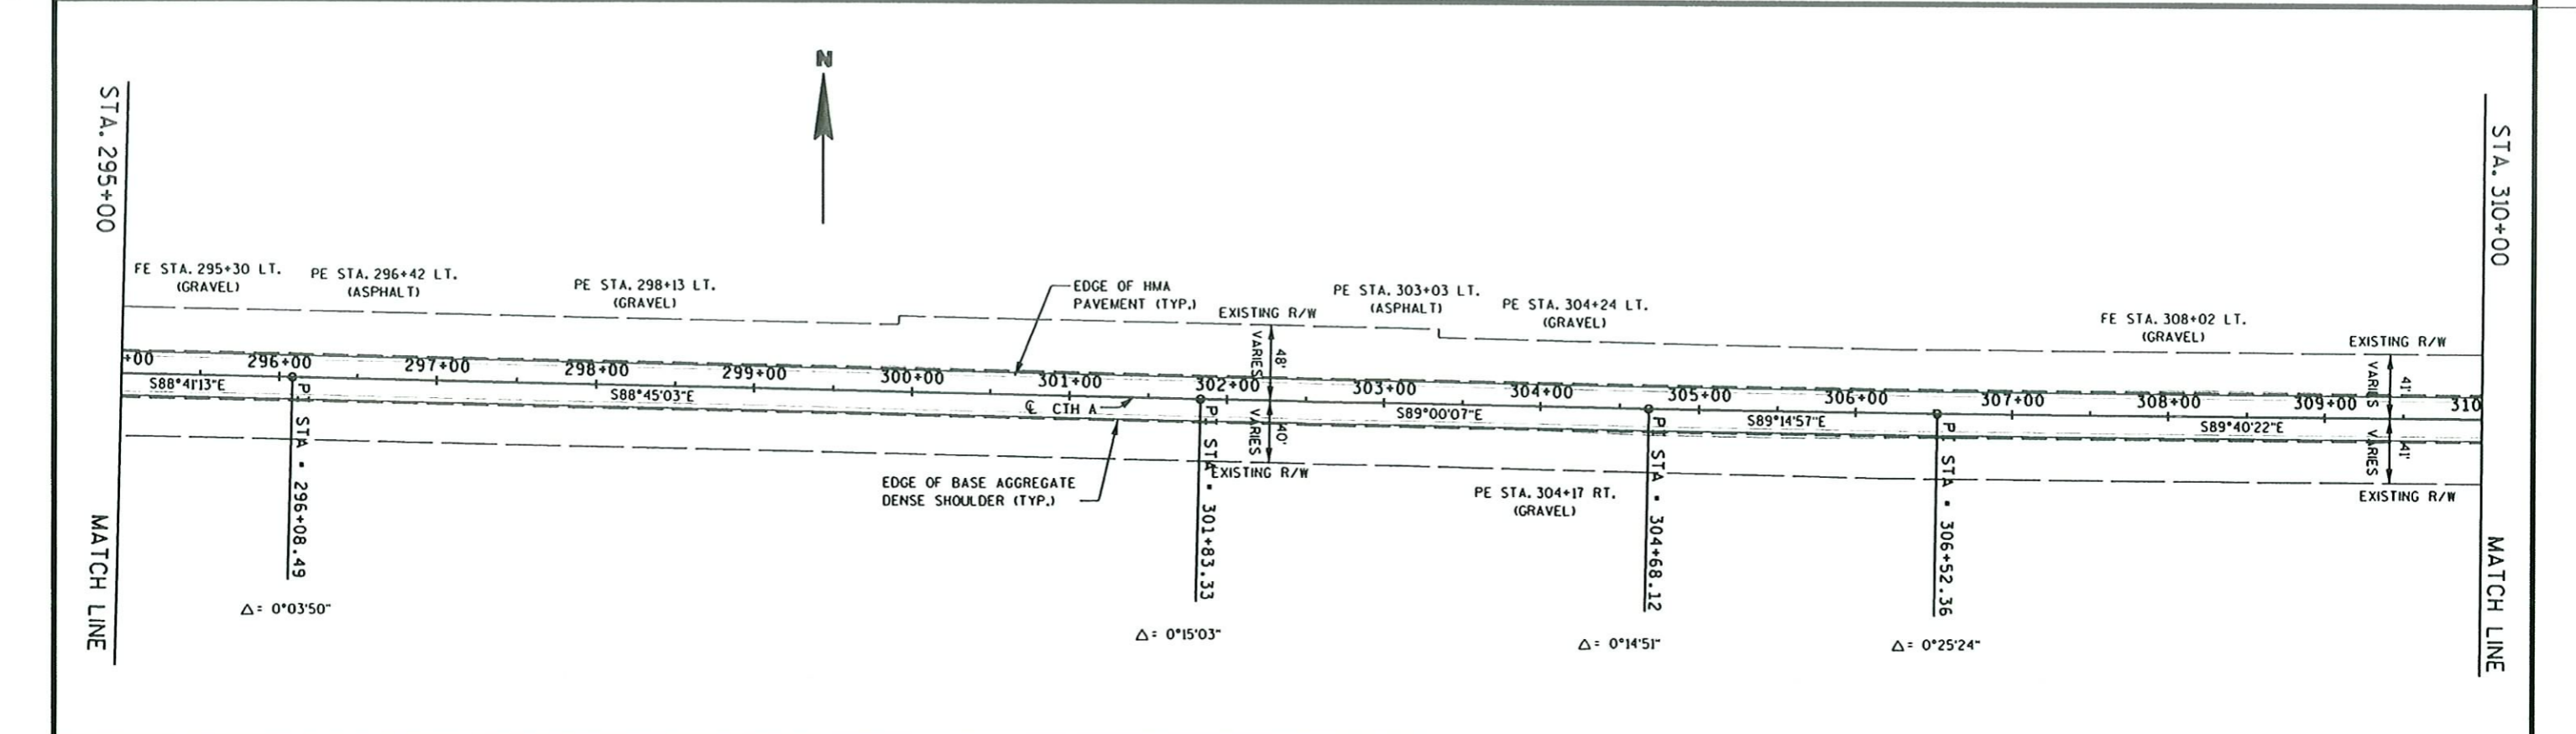 N
STA. 295+00
STA. 310+00
FE STA. 295+30 LT.
(GRAVEL)
PE STA. 296+42 LT.
(ASPHALT)
PE STA. 298+13 LT.
(GRAVEL)
EDGE OF HMA
PAVEMENT (TYP.)
EXISTING R/W
PE STA. 303+03 LT.
(ASPHALT)
PE STA. 304+24 LT.
(GRAVEL)
FE STA. 308+02 LT.
(GRAVEL)
EXISTING R/W
VARIES
48'
VARIES
41'
+00
296+00
297+00
298+00
299+00
300+00
301+00
302+00
303+00
304+00
305+00
306+00
307+00
308+00
309+00
310
S88°41'13"E
S88°45'03"E
℄ CTH A
S89°00'07"E
S89°14'57"E
S89°40'22"E
VARIES
40'
VARIES
41'
EXISTING R/W
EXISTING R/W
EDGE OF BASE AGGREGATE
DENSE SHOULDER (TYP.)
PE STA. 304+17 RT.
(GRAVEL)
PI STA = 296+08.49
PI STA = 301+83.33
PI STA = 304+68.12
PI STA = 306+52.36
MATCH LINE
MATCH LINE
Δ= 0°03'50"
Δ= 0°15'03"
Δ= 0°14'51"
Δ= 0°25'24"